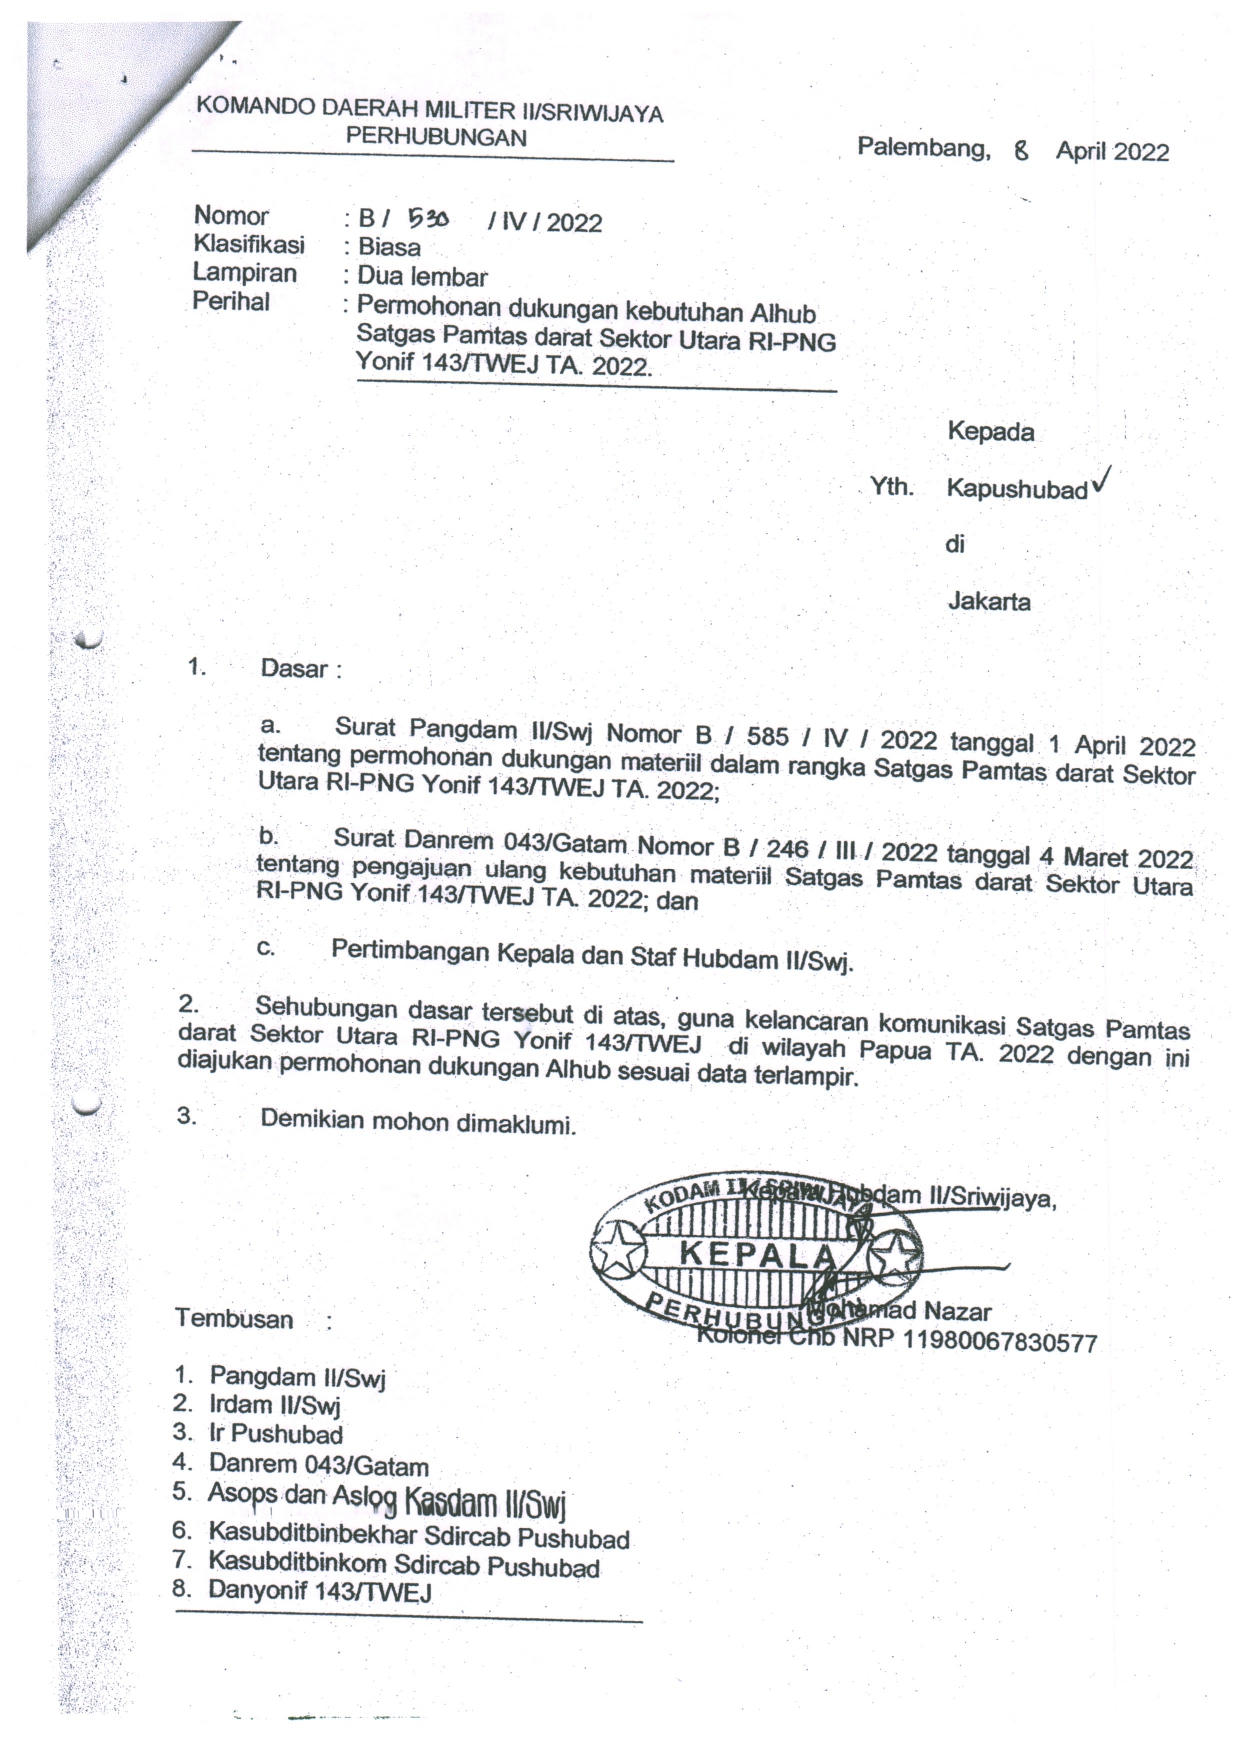 KOMANDO DAERAH MILITER II/SRIWIJAYA
PERHUBUNGAN
Palembang, 8 April 2022
Nomor : B / 530 / IV / 2022
Klasifikasi : Biasa
Lampiran : Dua lembar
Perihal : Permohonan dukungan kebutuhan Alhub
Satgas Pamtas darat Sektor Utara RI-PNG
Yonif 143/TWEJ TA. 2022.
Kepada
Yth. Kapushubad
di
Jakarta
1. Dasar :
a. Surat Pangdam II/Swj Nomor B / 585 / IV / 2022 tanggal 1 April 2022
tentang permohonan dukungan materiil dalam rangka Satgas Pamtas darat Sektor
Utara RI-PNG Yonif 143/TWEJ TA. 2022;
b. Surat Danrem 043/Gatam Nomor B / 246 / III / 2022 tanggal 4 Maret 2022
tentang pengajuan ulang kebutuhan materiil Satgas Pamtas darat Sektor Utara
RI-PNG Yonif 143/TWEJ TA. 2022; dan
c. Pertimbangan Kepala dan Staf Hubdam II/Swj.
2. Sehubungan dasar tersebut di atas, guna kelancaran komunikasi Satgas Pamtas
darat Sektor Utara RI-PNG Yonif 143/TWEJ di wilayah Papua TA. 2022 dengan ini
diajukan permohonan dukungan Alhub sesuai data terlampir.
3. Demikian mohon dimaklumi.
Kepala Hubdam II/Sriwijaya,
KODAM II / SRIWIJAYA
KEPALA
PERHUBUNGAN
Mohamad Nazar
Kolonel Chb NRP 11980067830577
Tembusan :
1. Pangdam II/Swj
2. Irdam II/Swj
3. Ir Pushubad
4. Danrem 043/Gatam
5. Asops dan Aslog Kasdam II/Swj
6. Kasubditbinbekhar Sdircab Pushubad
7. Kasubditbinkom Sdircab Pushubad
8. Danyonif 143/TWEJ